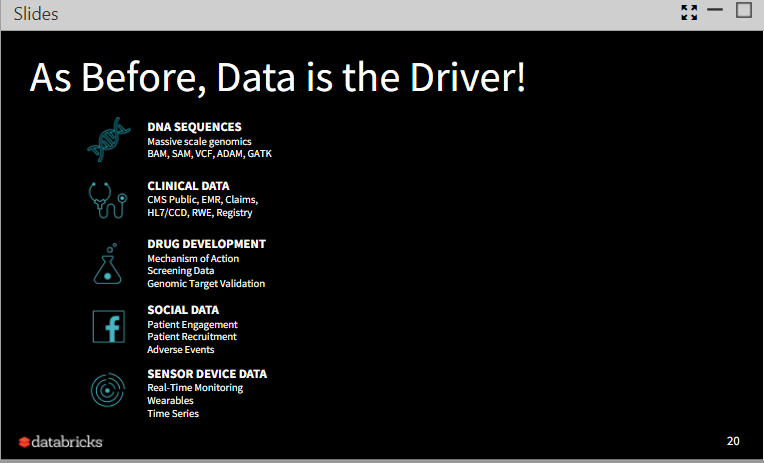 Slides
As Before, Data is the Driver!
DNA SEQUENCES
Massive scale genomics
BAM, SAM, VCF, ADAM, GATK
CLINICAL DATA
CMS Public, EMR, Claims,
HL7/CCD, RWE, Registry
DRUG DEVELOPMENT
Mechanism of Action
Screening Data
Genomic Target Validation
f
SOCIAL DATA
Patient Engagement
Patient Recruitment
Adverse Events
SENSOR DEVICE DATA
Real-Time Monitoring
Wearables
Time Series
databricks
20